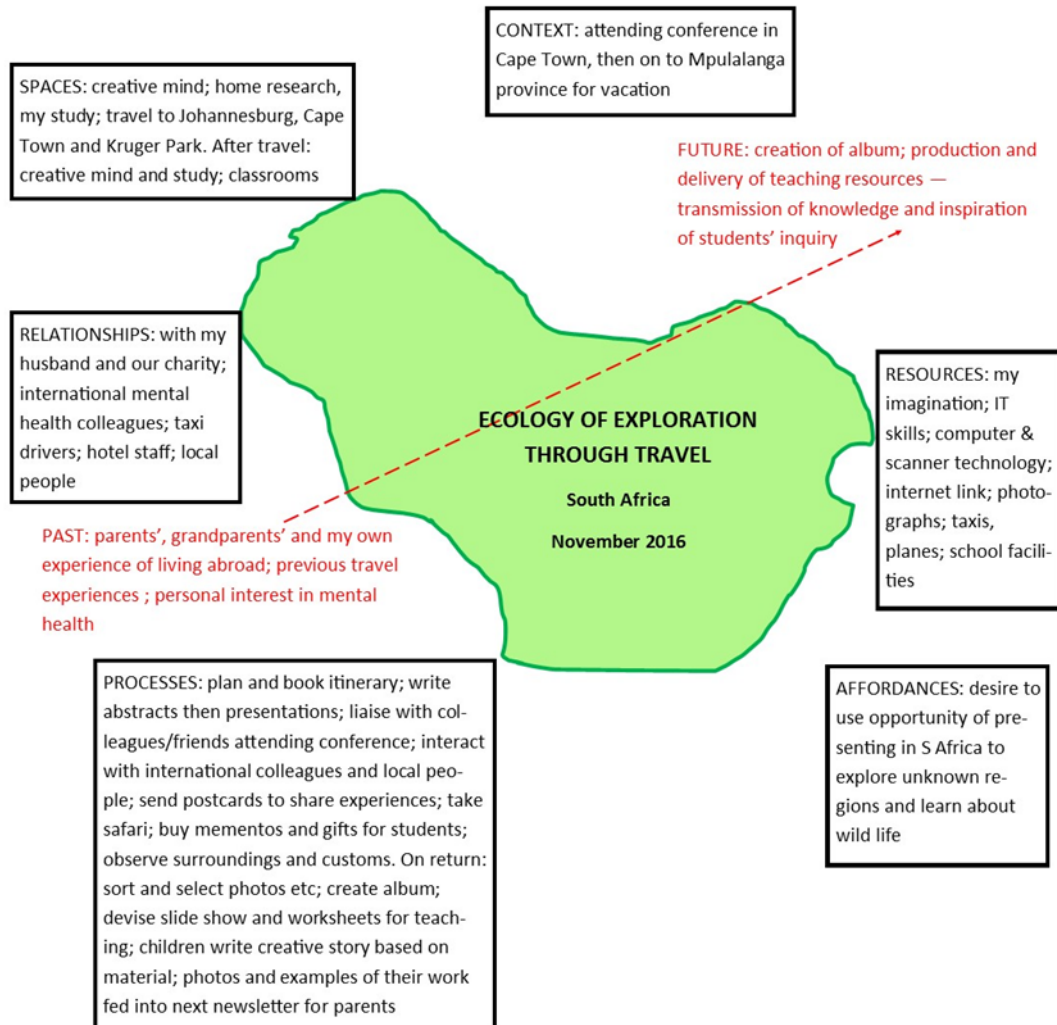 CONTEXT: attending conference in
Cape Town, then on to Mpulalanga
province for vacation
SPACES: creative mind; home research,
my study; travel to Johannesburg, Cape
Town and Kruger Park. After travel:
creative mind and study; classrooms
FUTURE: creation of album; production and
delivery of teaching resources —
transmission of knowledge and inspiration
of students’ inquiry
RELATIONSHIPS: with my
husband and our charity;
international mental
health colleagues; taxi
drivers; hotel staff; local
people
ECOLOGY OF EXPLORATION
THROUGH TRAVEL
South Africa
November 2016
RESOURCES: my
imagination; IT
skills; computer &
scanner technology;
internet link; photo-
graphs; taxis,
planes; school facili-
ties
PAST: parents’, grandparents’ and my own
experience of living abroad; previous travel
experiences ; personal interest in mental
health
PROCESSES: plan and book itinerary; write
abstracts then presentations; liaise with col-
leagues/friends attending conference; interact
with international colleagues and local peo-
ple; send postcards to share experiences; take
safari; buy mementos and gifts for students;
observe surroundings and customs. On return:
sort and select photos etc; create album;
devise slide show and worksheets for teach-
ing; children write creative story based on
material; photos and examples of their work
fed into next newsletter for parents
AFFORDANCES: desire to
use opportunity of pre-
senting in S Africa to
explore unknown re-
gions and learn about
wild life